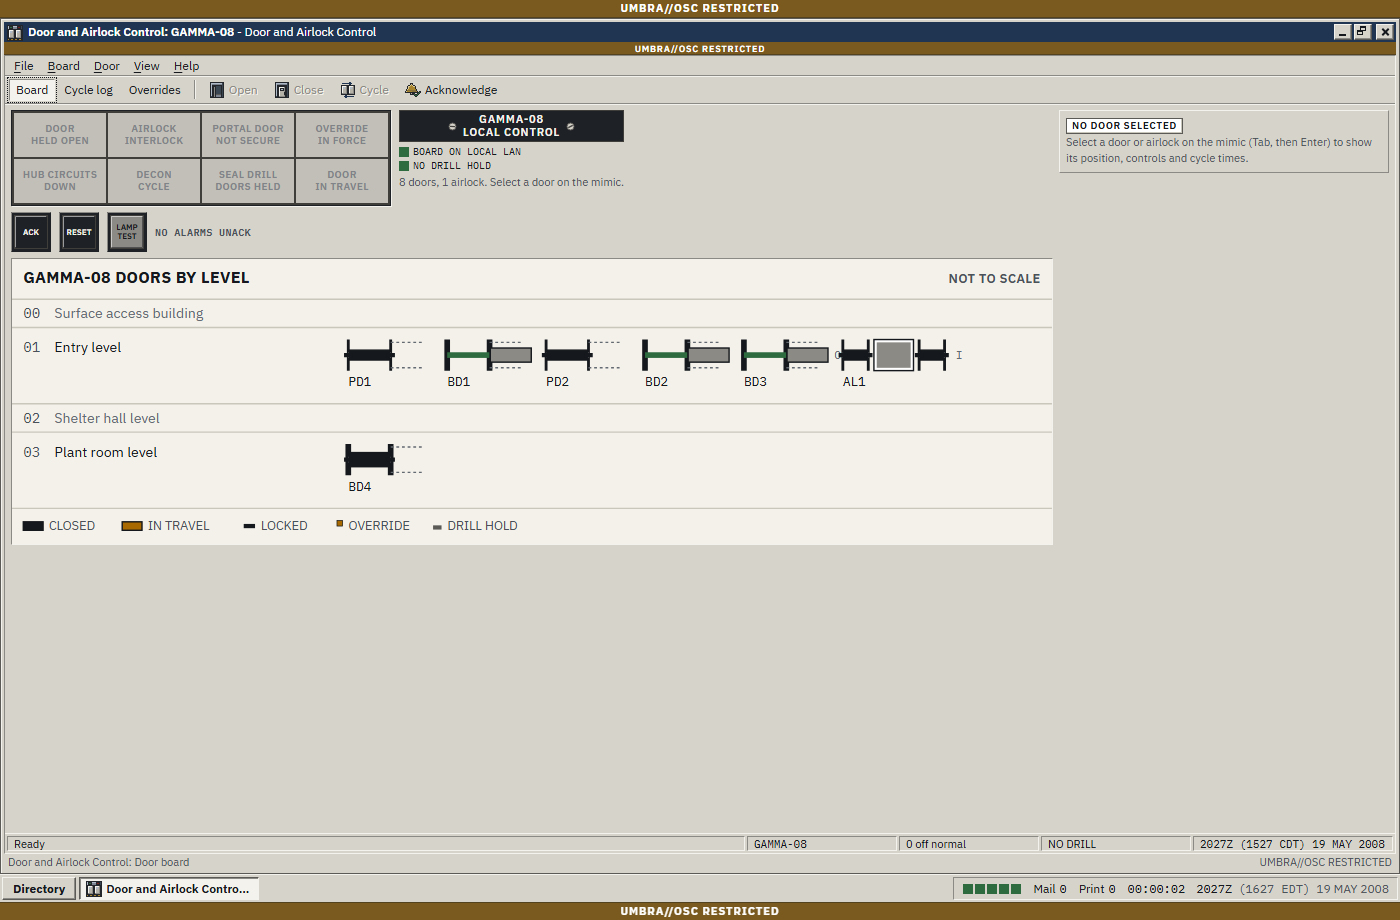 UMBRA//OSC RESTRICTED
Door and Airlock Control: GAMMA-08 - Door and Airlock Control
UMBRA//OSC RESTRICTED
File Board Door View Help
Board Cycle log Overrides Open Close Cycle Acknowledge
DOOR HELD OPEN
AIRLOCK INTERLOCK
PORTAL DOOR NOT SECURE
OVERRIDE IN FORCE
HUB CIRCUITS DOWN
DECON CYCLE
SEAL DRILL DOORS HELD
DOOR IN TRAVEL
GAMMA-08
LOCAL CONTROL
BOARD ON LOCAL LAN
NO DRILL HOLD
8 doors, 1 airlock. Select a door on the mimic.
NO DOOR SELECTED
Select a door or airlock on the mimic (Tab, then Enter) to show
its position, controls and cycle times.
ACK RESET LAMP TEST NO ALARMS UNACK
GAMMA-08 DOORS BY LEVEL NOT TO SCALE
00 Surface access building
01 Entry level
O I
PD1 BD1 PD2 BD2 BD3 AL1
02 Shelter hall level
03 Plant room level
BD4
CLOSED IN TRAVEL LOCKED OVERRIDE DRILL HOLD
Ready GAMMA-08 0 off normal NO DRILL 2027Z (1527 CDT) 19 MAY 2008
Door and Airlock Control: Door board UMBRA//OSC RESTRICTED
Directory Door and Airlock Contro... Mail 0 Print 0 00:00:02 2027Z (1627 EDT) 19 MAY 2008
UMBRA//OSC RESTRICTED